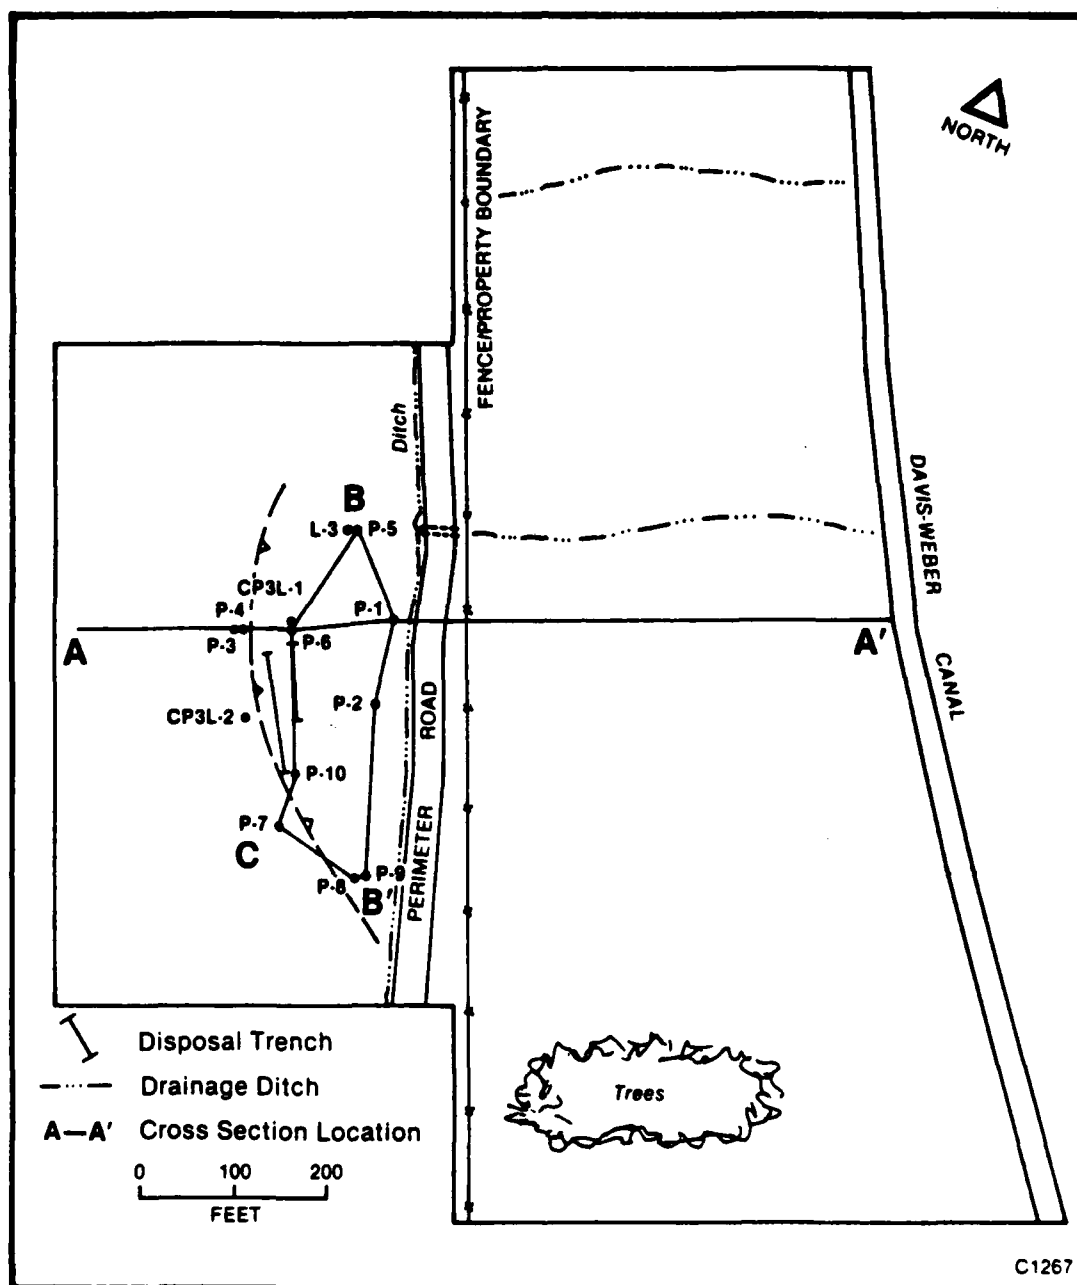 NORTH
FENCE/PROPERTY BOUNDARY
Ditch
B
L-3
P-5
DAVIS-WEBER
CANAL
CP3L-1
P-4
P-1
P-3
P-6
A
A'
CP3L-2
P-2
PERIMETER
ROAD
P-10
P-7
C
P-8
P-9
B'
Disposal Trench
Drainage Ditch
A—A' Cross Section Location
0 100 200
FEET
Trees
C1267